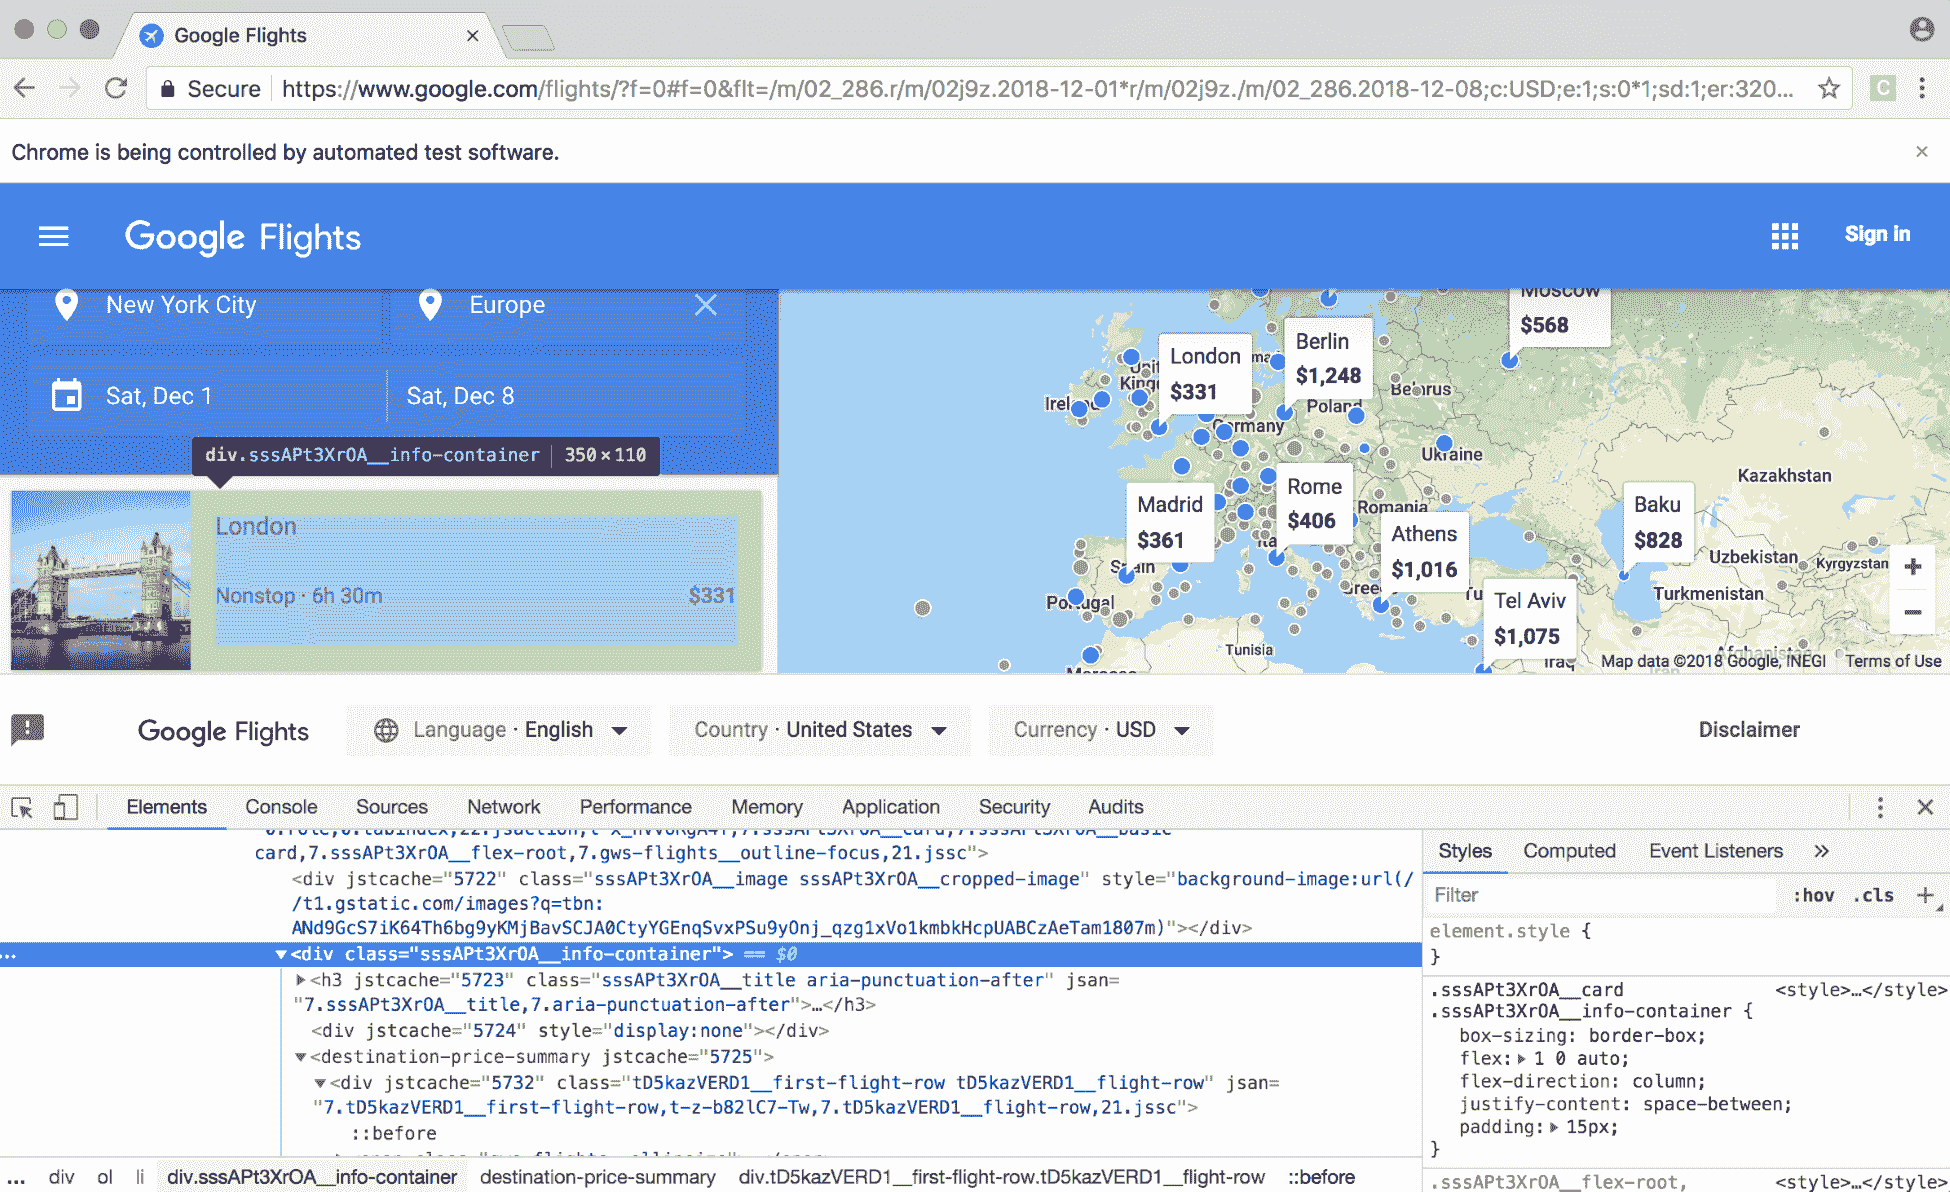 Google Flights
Secure https://www.google.com/flights/?f=0#f=0&flt=/m/02_286.r/m/02j9z.2018-12-01*r/m/02j9z./m/02_286.2018-12-08;c:USD;e:1;s:0*1;sd:1;er:320...
C
Chrome is being controlled by automated test software.
Google Flights
Sign in
New York City
Europe
Sat, Dec 1
Sat, Dec 8
div.sssAPt3XrOA__info-container 350 × 110
London
Nonstop · 6h 30m
$331
Moscow
$568
Berlin
$1,248
London
$331
Belarus
Poland
Germany
Ukraine
Kazakhstan
Madrid
$361
Rome
$406
Romania
Athens
$1,016
Baku
$828
Uzbekistan
Kyrgyzstan
Turkmenistan
Spain
Portugal
Tel Aviv
$1,075
Tunisia
Iraq
Afghanistan
Map data ©2018 Google, INEGI
Terms of Use
Google Flights
Language · English
Country · United States
Currency · USD
Disclaimer
Elements Console Sources Network Performance Memory Application Security Audits
card,7.sssAPt3XrOA__flex-root,7.gws-flights__outline-focus,21.jssc">
<div jstcache="5722" class="sssAPt3XrOA__image sssAPt3XrOA__cropped-image" style="background-image:url(/
/t1.gstatic.com/images?q=tbn:
ANd9GcS7iK64Th6bg9yKMjBavSCJA0CtyYGEnqSvxPSu9yOnj_qzg1xVo1kmbkHcpUABCzAeTam1807m)"></div>
... <div class="sssAPt3XrOA__info-container"> == $0
<h3 jstcache="5723" class="sssAPt3XrOA__title aria-punctuation-after" jsan=
"7.sssAPt3XrOA__title,7.aria-punctuation-after">…</h3>
<div jstcache="5724" style="display:none"></div>
<destination-price-summary jstcache="5725">
<div jstcache="5732" class="tD5kazVERD1__first-flight-row tD5kazVERD1__flight-row" jsan=
"7.tD5kazVERD1__first-flight-row,t-z-b82lC7-Tw,7.tD5kazVERD1__flight-row,21.jssc">
::before
... div ol li div.sssAPt3XrOA__info-container destination-price-summary div.tD5kazVERD1__first-flight-row.tD5kazVERD1__flight-row ::before
Styles Computed Event Listeners »
Filter :hov .cls +
element.style {
}
.sssAPt3XrOA__card <style>…</style>
.sssAPt3XrOA__info-container {
box-sizing: border-box;
flex: 1 0 auto;
flex-direction: column;
justify-content: space-between;
padding: 15px;
}
.sssAPt3XrOA__flex-root, <style>…</style>